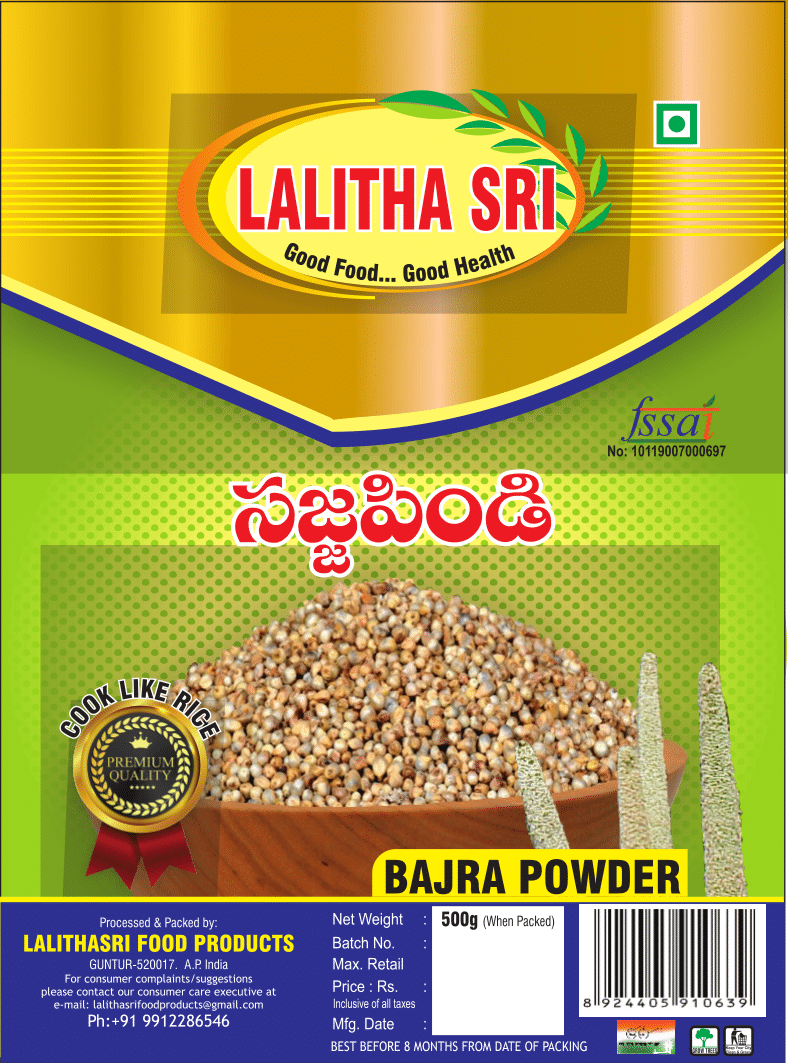 LALITHA SRI
Good Food... Good Health
fssai
No: 10119007000697
సజ్జపిండి
COOK LIKE RICE
PREMIUM
QUALITY
BAJRA POWDER
Processed & Packed by:
LALITHASRI FOOD PRODUCTS
GUNTUR-520017. A.P. India
For consumer complaints/suggestions
please contact our consumer care executive at
e-mail: lalithasrifoodproducts@gmail.com
Ph:+91 9912286546
Net Weight : 500g (When Packed)
Batch No. :
Max. Retail
Price : Rs. :
Inclusive of all taxes
Mfg. Date :
BEST BEFORE 8 MONTHS FROM DATE OF PACKING
8 924405 910639
GROW TREES